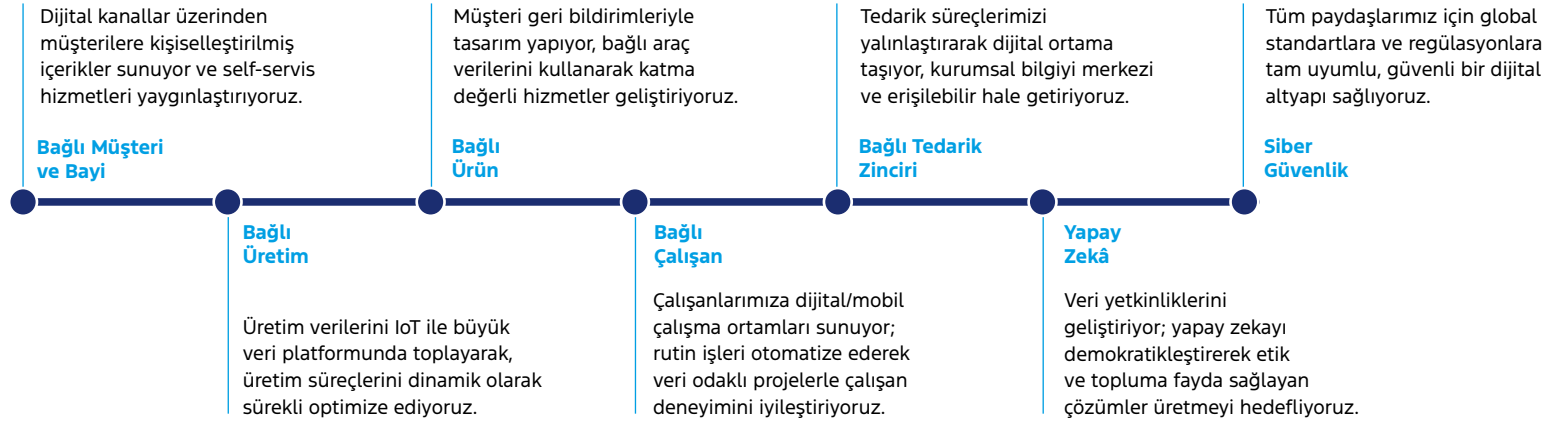 Dijital kanallar üzerinden
müşterilere kişiselleştirilmiş
içerikler sunuyor ve self-servis
hizmetleri yaygınlaştırıyoruz.
Bağlı Müşteri
ve Bayi
Bağlı
Üretim
Üretim verilerini IoT ile büyük
veri platformunda toplayarak,
üretim süreçlerini dinamik olarak
sürekli optimize ediyoruz.
Müşteri geri bildirimleriyle
tasarım yapıyor, bağlı araç
verilerini kullanarak katma
değerli hizmetler geliştiriyoruz.
Bağlı
Ürün
Bağlı
Çalışan
Çalışanlarımıza dijital/mobil
çalışma ortamları sunuyor;
rutin işleri otomatize ederek
veri odaklı projelerle çalışan
deneyimini iyileştiriyoruz.
Tedarik süreçlerimizi
yalınlaştırarak dijital ortama
taşıyor, kurumsal bilgiyi merkezi
ve erişilebilir hale getiriyoruz.
Bağlı Tedarik
Zinciri
Yapay
Zekâ
Veri yetkinliklerini
geliştiriyor; yapay zekayı
demokratikleştirerek etik
ve topluma fayda sağlayan
çözümler üretmeyi hedefliyoruz.
Tüm paydaşlarımız için global
standartlara ve regülasyonlara
tam uyumlu, güvenli bir dijital
altyapı sağlıyoruz.
Siber
Güvenlik